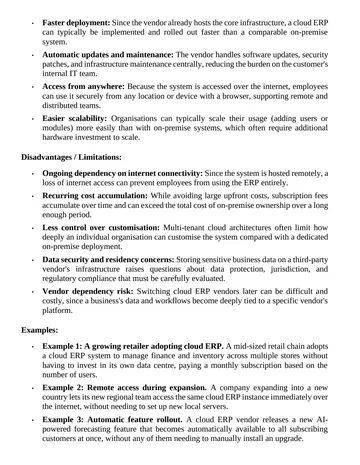 • Faster deployment: Since the vendor already hosts the core infrastructure, a cloud ERP
can typically be implemented and rolled out faster than a comparable on-premise
system.
• Automatic updates and maintenance: The vendor handles software updates, security
patches, and infrastructure maintenance centrally, reducing the burden on the customer's
internal IT team.
• Access from anywhere: Because the system is accessed over the internet, employees
can use it securely from any location or device with a browser, supporting remote and
distributed teams.
• Easier scalability: Organisations can typically scale their usage (adding users or
modules) more easily than with on-premise systems, which often require additional
hardware investment to scale.
Disadvantages / Limitations:
• Ongoing dependency on internet connectivity: Since the system is hosted remotely, a
loss of internet access can prevent employees from using the ERP entirely.
• Recurring cost accumulation: While avoiding large upfront costs, subscription fees
accumulate over time and can exceed the total cost of on-premise ownership over a long
enough period.
• Less control over customisation: Multi-tenant cloud architectures often limit how
deeply an individual organisation can customise the system compared with a dedicated
on-premise deployment.
• Data security and residency concerns: Storing sensitive business data on a third-party
vendor's infrastructure raises questions about data protection, jurisdiction, and
regulatory compliance that must be carefully evaluated.
• Vendor dependency risk: Switching cloud ERP vendors later can be difficult and
costly, since a business's data and workflows become deeply tied to a specific vendor's
platform.
Examples:
• Example 1: A growing retailer adopting cloud ERP. A mid-sized retail chain adopts
a cloud ERP system to manage finance and inventory across multiple stores without
having to invest in its own data centre, paying a monthly subscription based on the
number of users.
• Example 2: Remote access during expansion. A company expanding into a new
country lets its new regional team access the same cloud ERP instance immediately over
the internet, without needing to set up new local servers.
• Example 3: Automatic feature rollout. A cloud ERP vendor releases a new AI-
powered forecasting feature that becomes automatically available to all subscribing
customers at once, without any of them needing to manually install an upgrade.